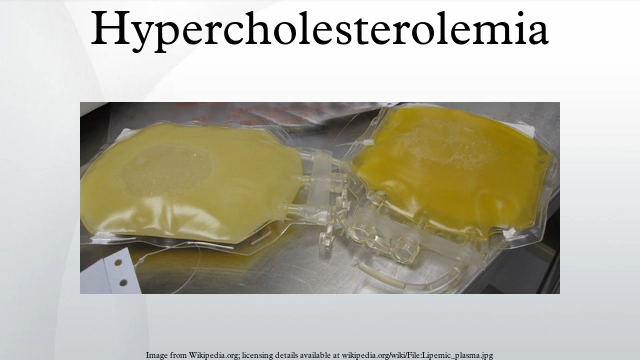 Hypercholesterolemia
Image from Wikipedia.org; licensing details available at wikipedia.org/wiki/File:Lipemic_plasma.jpg